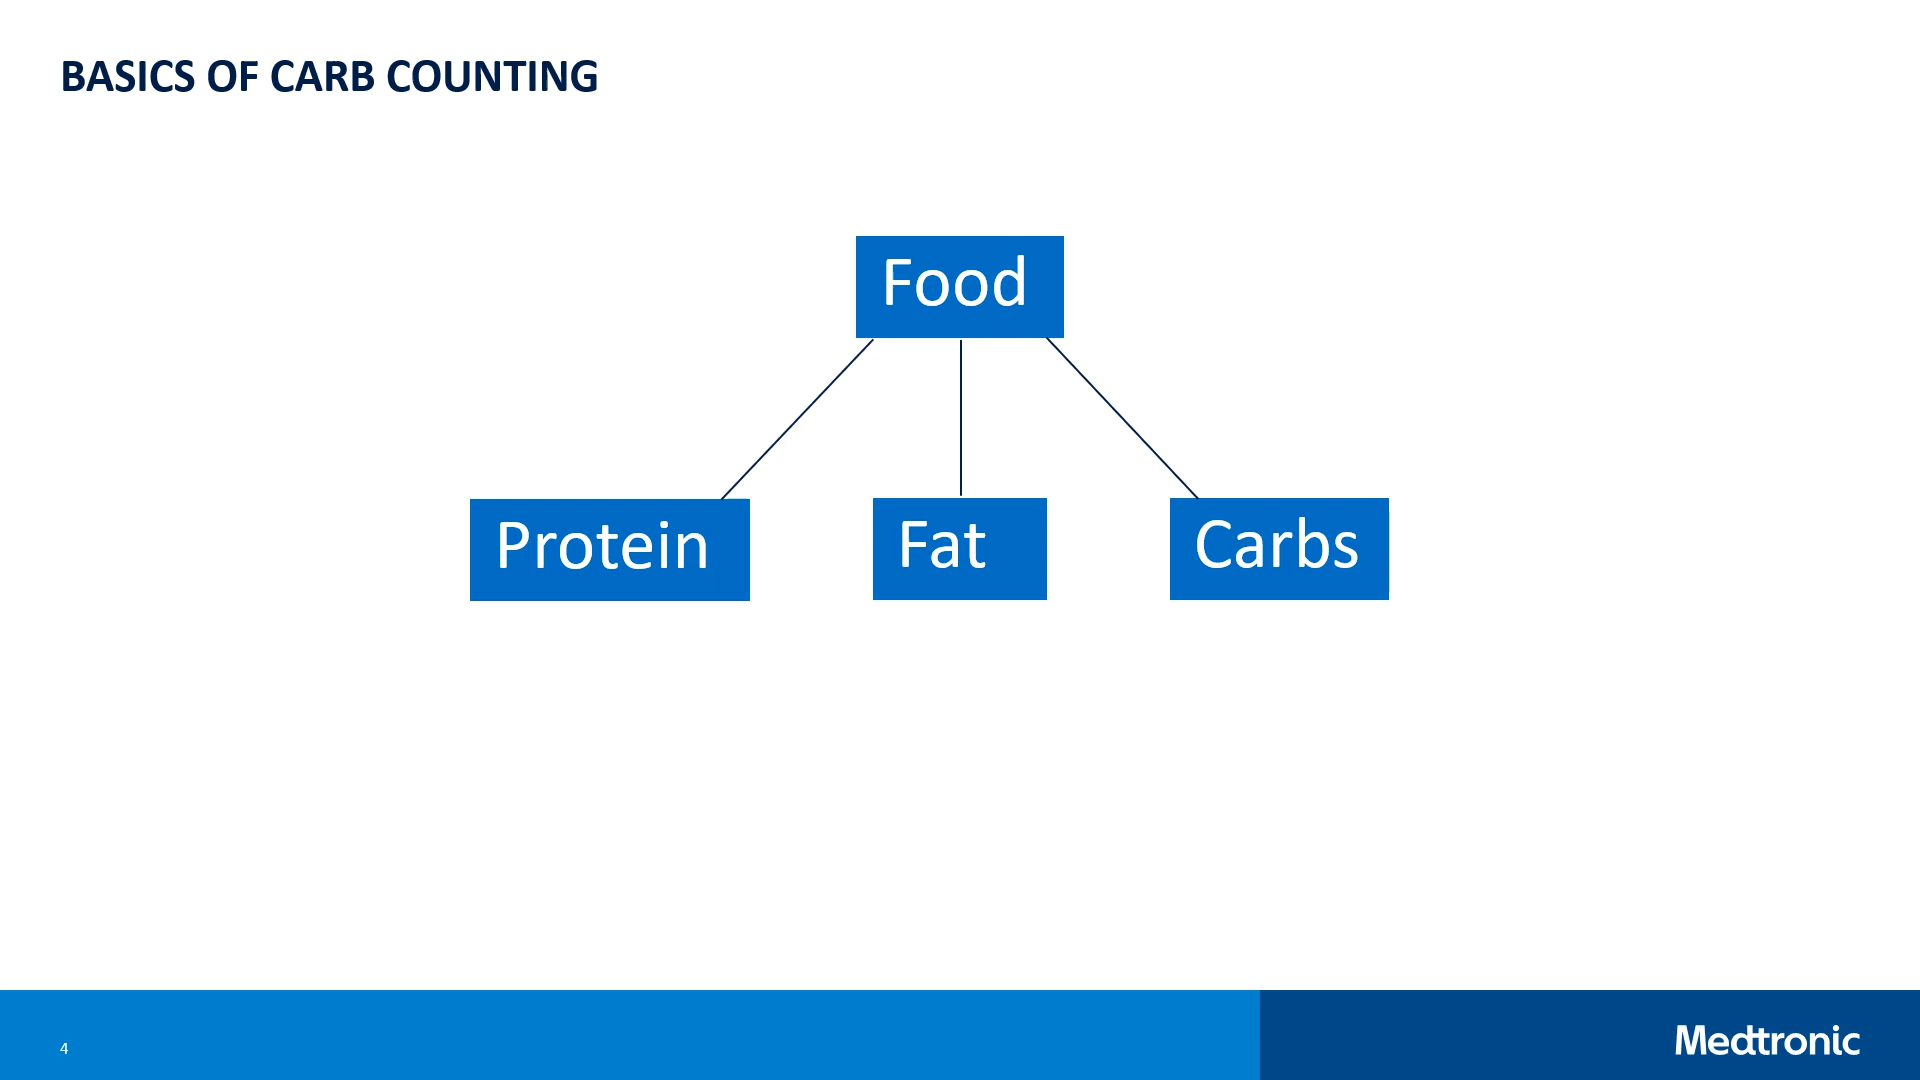 BASICS OF CARB COUNTING
Food
Protein
Fat
Carbs
4
Medtronic